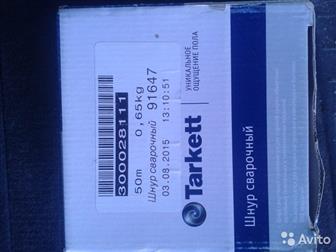 300028111
50m 0,65kg
Шнур сварочный 91647
03.08.2015 13:10:51
Tarkett
УНИКАЛЬНОЕ
ОЩУЩЕНИЕ ПОЛА
Шнур сварочный
Avito